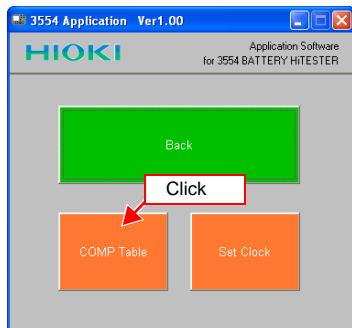 3554 Application Ver1.00
HIOKI
Application Software
for 3554 BATTERY HiTESTER
Back
Click
COMP Table
Set Clock